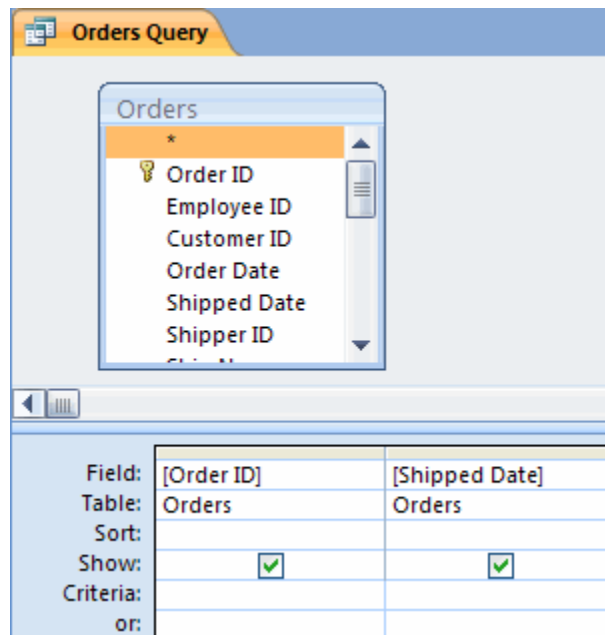 Orders Query
Orders
*
Order ID
Employee ID
Customer ID
Order Date
Shipped Date
Shipper ID
Field: [Order ID] [Shipped Date]
Table: Orders Orders
Sort:
Show:
Criteria:
or: